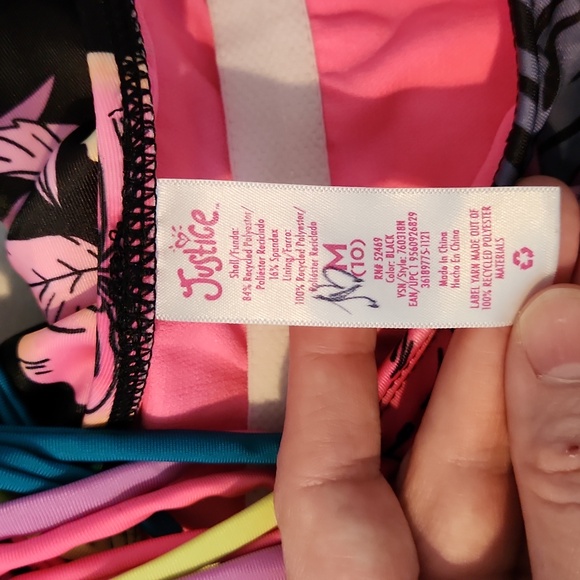 Justice™
Shell/Funda:
84% Recycled Polyester/
Poliester Reciclado
16% Spandex
Lining/Forro:
100% Recycled Polyester/
Poliester Reciclado
M
(10)
RN# 52469
Color: BLACK
VSN/Style: Z6031BN
EAN/UPC 1 9560926829
36189775-1121
Made In China
Hecho En China
LABEL YARN MADE OUT OF
100% RECYCLED POLYESTER
MATERIALS